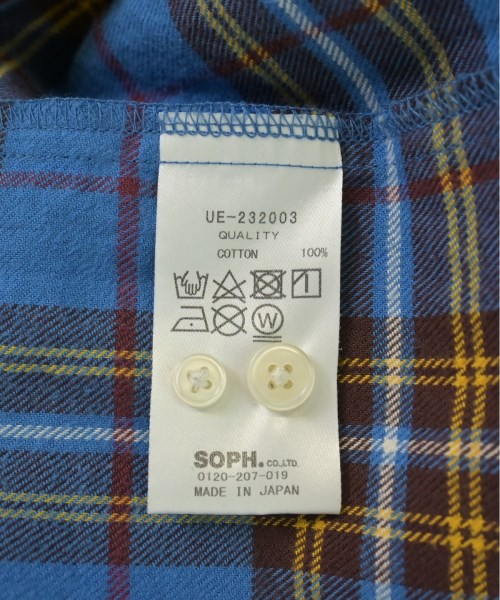 UE-232003
QUALITY
COTTON 100%
W
SOPH. CO.,LTD.
0120-207-019
MADE IN JAPAN